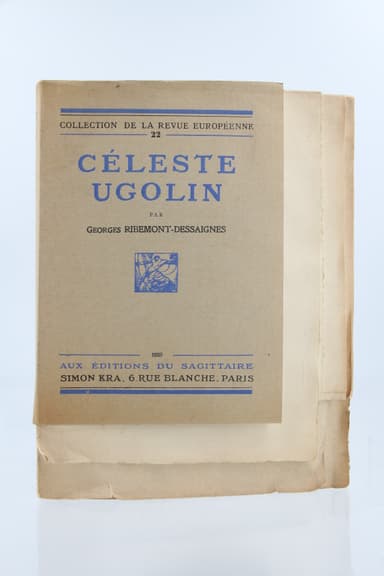 COLLECTION DE LA REVUE EUROPÉENNE
22
CÉLESTE
UGOLIN
PAR
GEORGES RIBEMONT-DESSAIGNES
AUX ÉDITIONS DU SAGITTAIRE
SIMON KRA, 6 RUE BLANCHE, PARIS